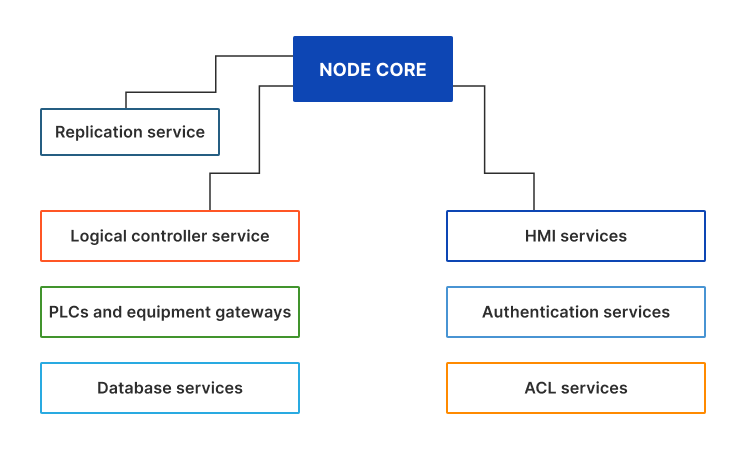 NODE CORE
Replication service
Logical controller service
PLCs and equipment gateways
Database services
HMI services
Authentication services
ACL services